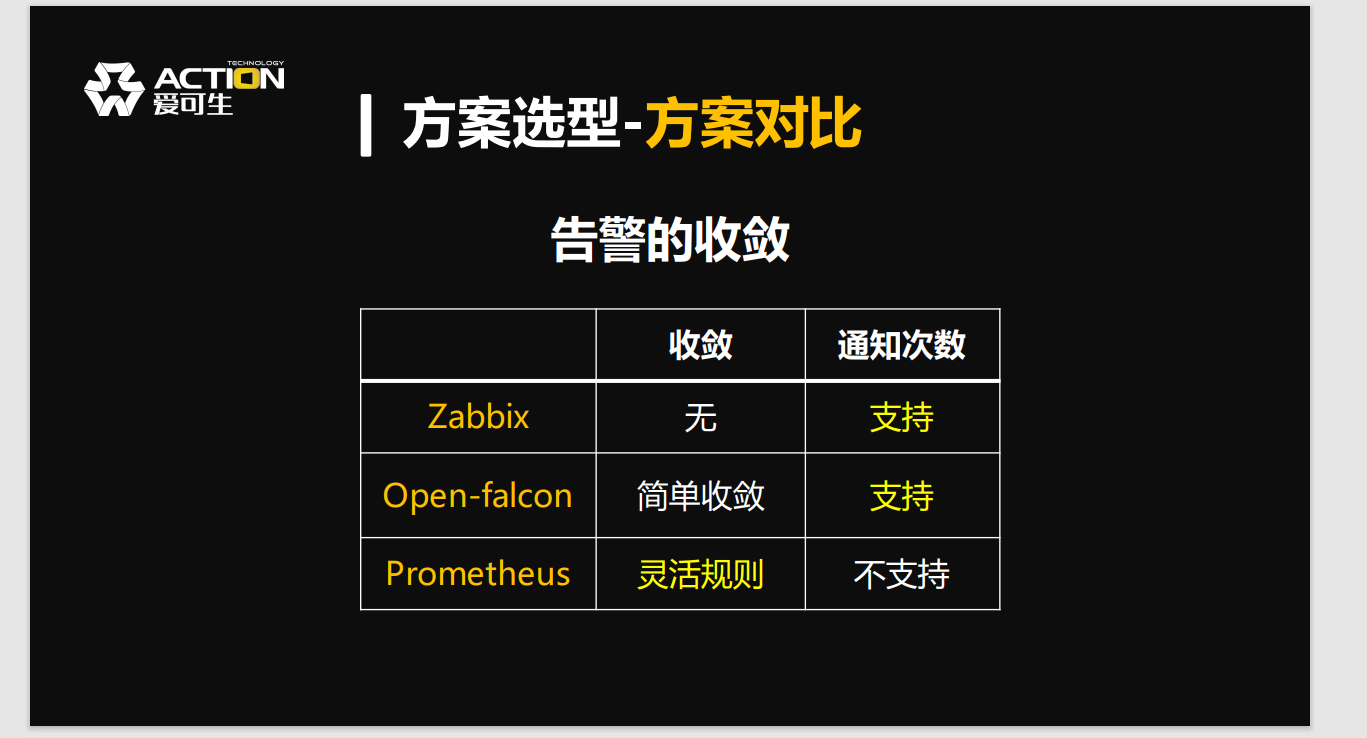 TECHNOLOGY
ACTION
爱可生
方案选型-方案对比
告警的收敛
收敛 通知次数
Zabbix 无 支持
Open-falcon 简单收敛 支持
Prometheus 灵活规则 不支持